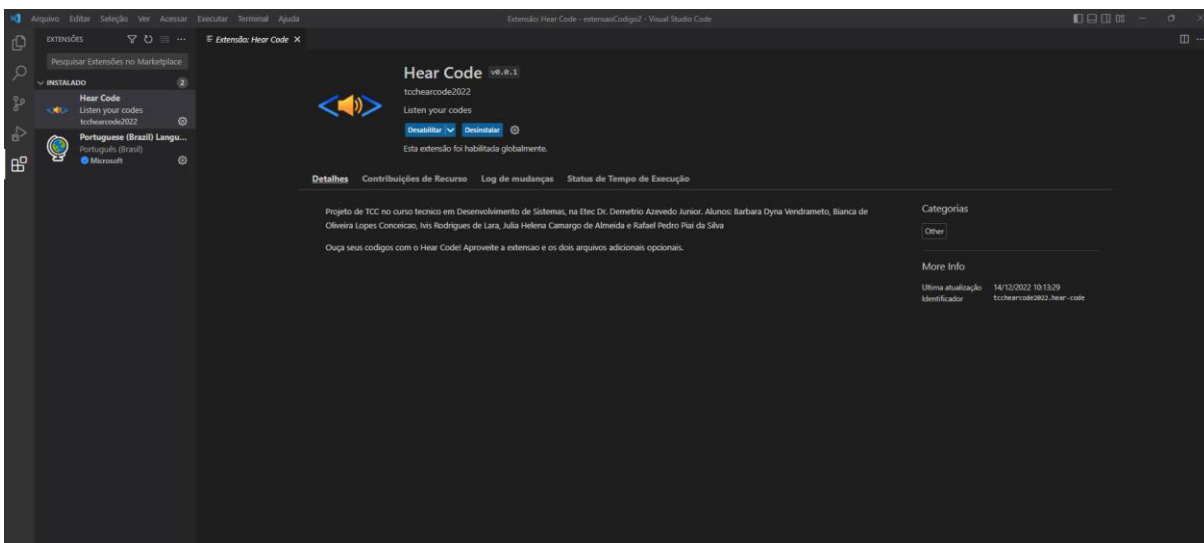 Arquivo Editar Seleção Ver Acessar Executar Terminal Ajuda
Extensão: Hear Code - extensaoCodigo2 - Visual Studio Code
EXTENSÕES
Extensão: Hear Code
Pesquisar Extensões no Marketplace
INSTALADO 2
Hear Code
Listen your codes
tcchearcode2022
Portuguese (Brazil) Langu...
Português (Brasil)
Microsoft
Hear Code v0.0.1
tcchearcode2022
Listen your codes
Desabilitar Desinstalar
Esta extensão foi habilitada globalmente.
Detalhes Contribuições de Recurso Log de mudanças Status de Tempo de Execução
Projeto de TCC no curso tecnico em Desenvolvimento de Sistemas, na Etec Dr. Demetrio Azevedo Junior. Alunos: Barbara Dyna Vendrameto, Bianca de
Oliveira Lopes Conceicao, Ivis Rodrigues de Lara, Julia Helena Camargo de Almeida e Rafael Pedro Piai da Silva
Ouça seus codigos com o Hear Code! Aproveite a extensao e os dois arquivos adicionais opcionais.
Categorias
Other
More Info
Ultima atualização 14/12/2022 10:13:29
Identificador tcchearcode2022.hear-code